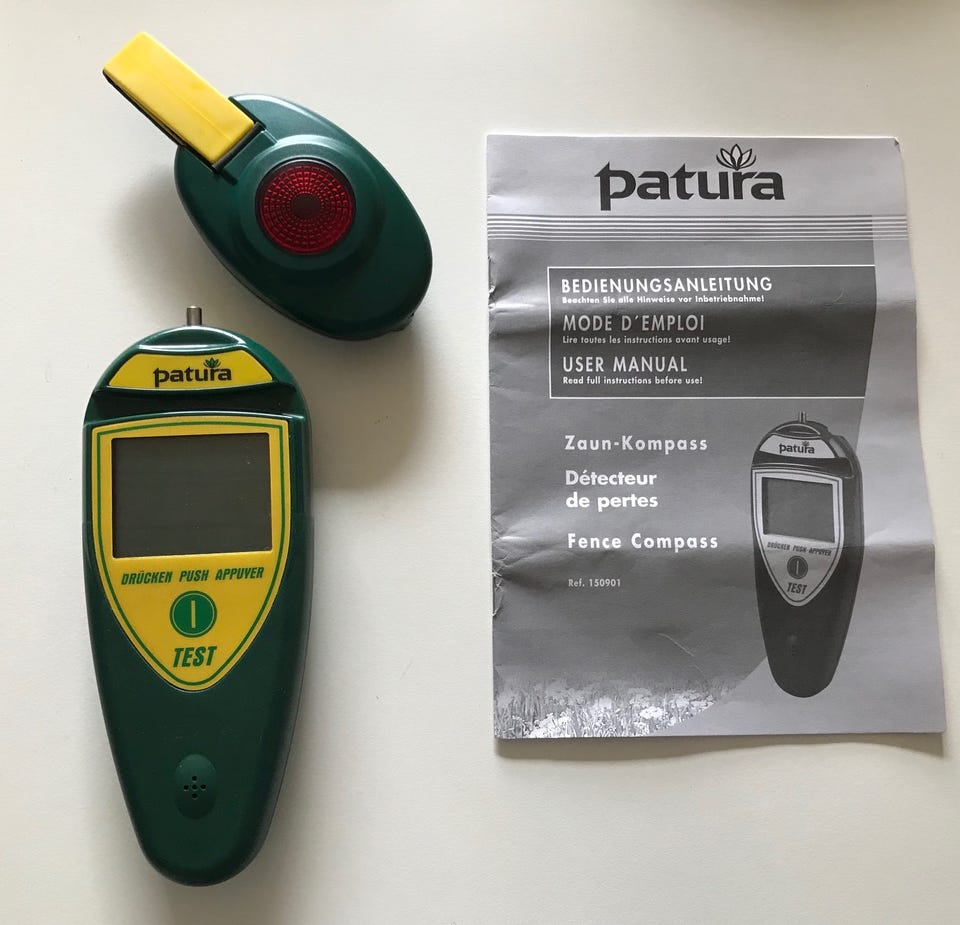 patura
DRÜCKEN PUSH APPUYER
TEST
patura
BEDIENUNGSANLEITUNG
Beachten Sie alle Hinweise vor Inbetriebnahme!
MODE D´EMPLOI
Lire toutes les instructions avant usage!
USER MANUAL
Read full instructions before use!
Zaun-Kompass
Détecteur
de pertes
Fence Compass
Ref. 150901
patura
DRÜCKEN PUSH APPUYER
TEST